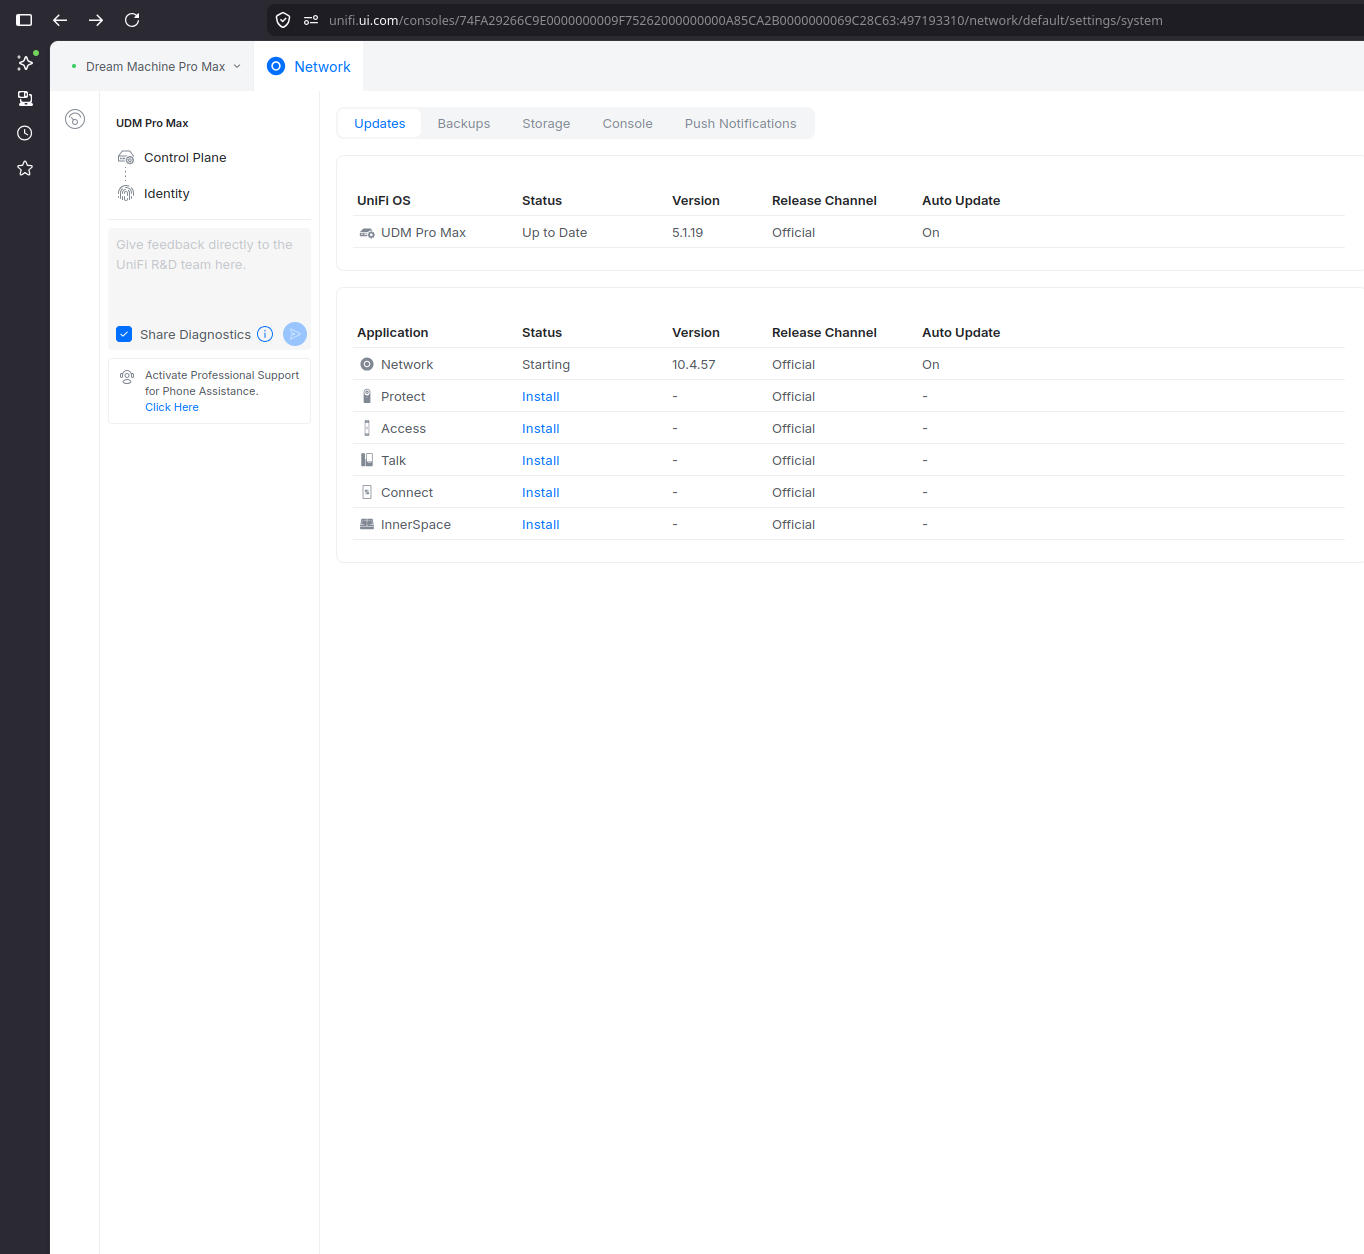 unifi.ui.com/consoles/74FA29266C9E0000000009F75262000000000A85CA2B0000000069C28C63:497193310/network/default/settings/system
Dream Machine Pro Max
Network
UDM Pro Max
Control Plane
Identity
Give feedback directly to the
UniFi R&D team here.
Share Diagnostics
Activate Professional Support
for Phone Assistance.
Click Here
Updates Backups Storage Console Push Notifications
UniFi OS Status Version Release Channel Auto Update
UDM Pro Max Up to Date 5.1.19 Official On
Application Status Version Release Channel Auto Update
Network Starting 10.4.57 Official On
Protect Install - Official -
Access Install - Official -
Talk Install - Official -
Connect Install - Official -
InnerSpace Install - Official -